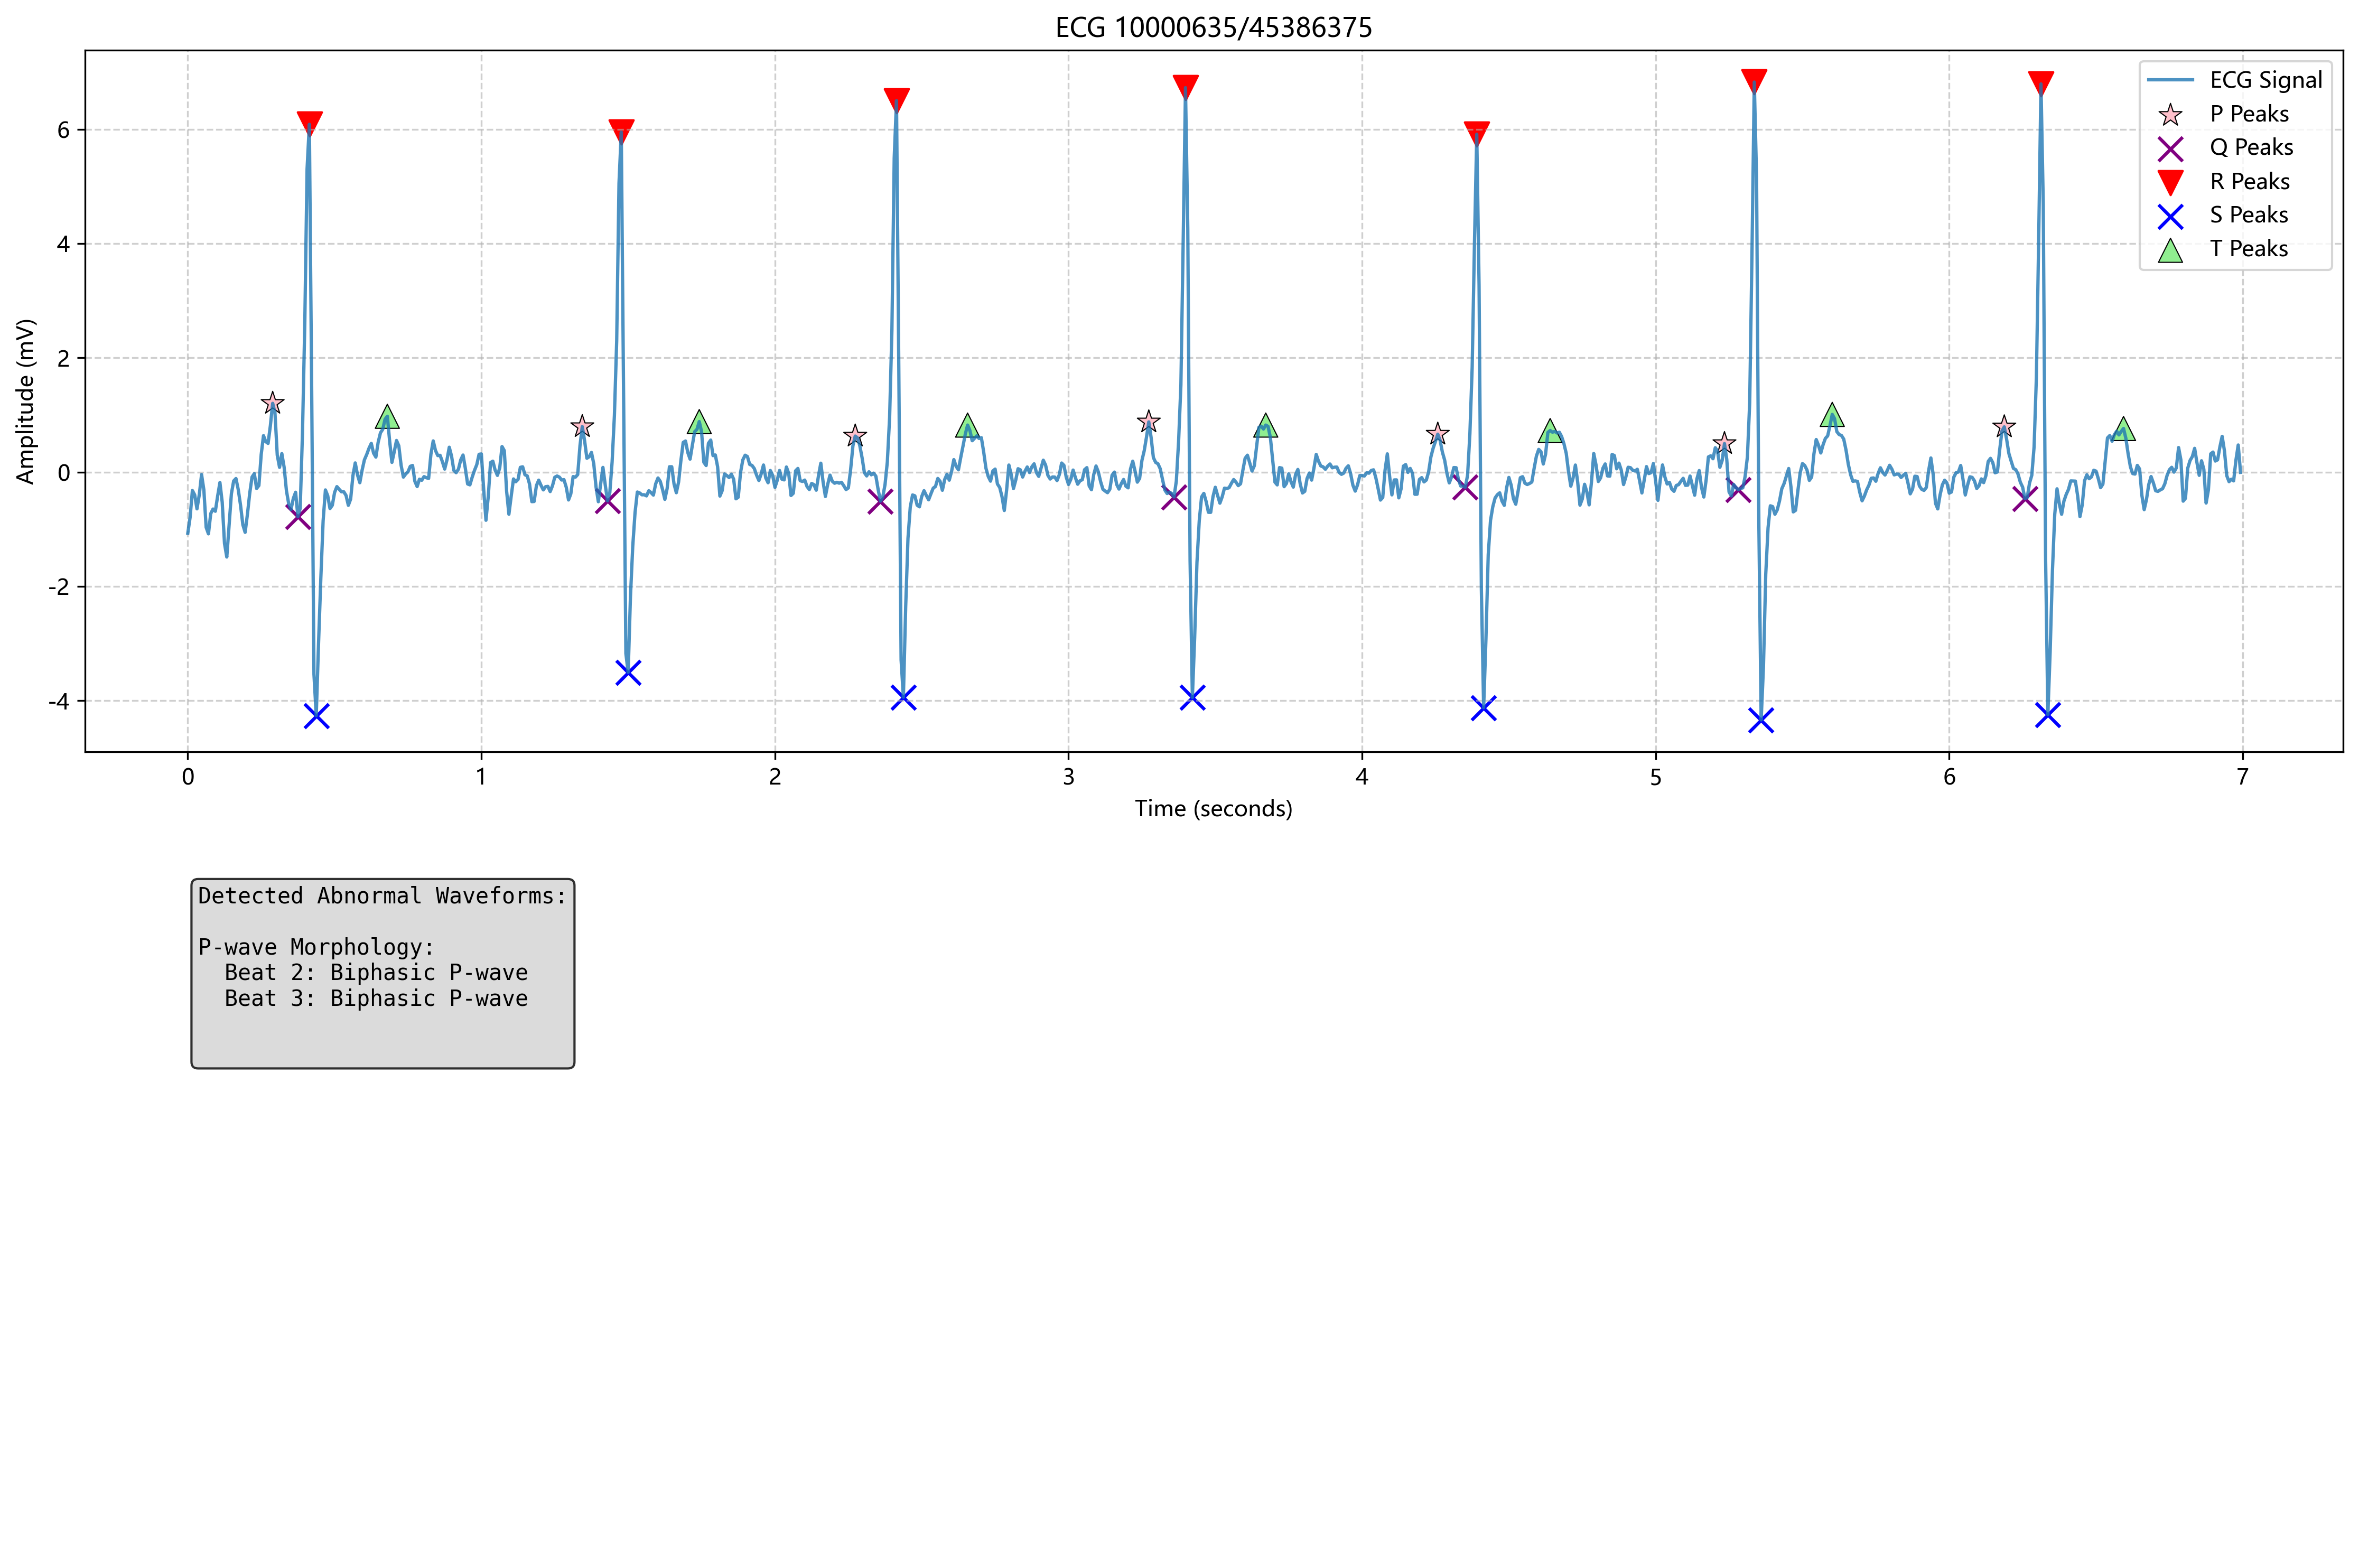 ECG 10000635/45386375
ECG Signal
P Peaks
Q Peaks
R Peaks
S Peaks
T Peaks
Amplitude (mV)
6
4
2
0
-2
-4
0 1 2 3 4 5 6 7
Time (seconds)
Detected Abnormal Waveforms:
P-wave Morphology:
Beat 2: Biphasic P-wave
Beat 3: Biphasic P-wave